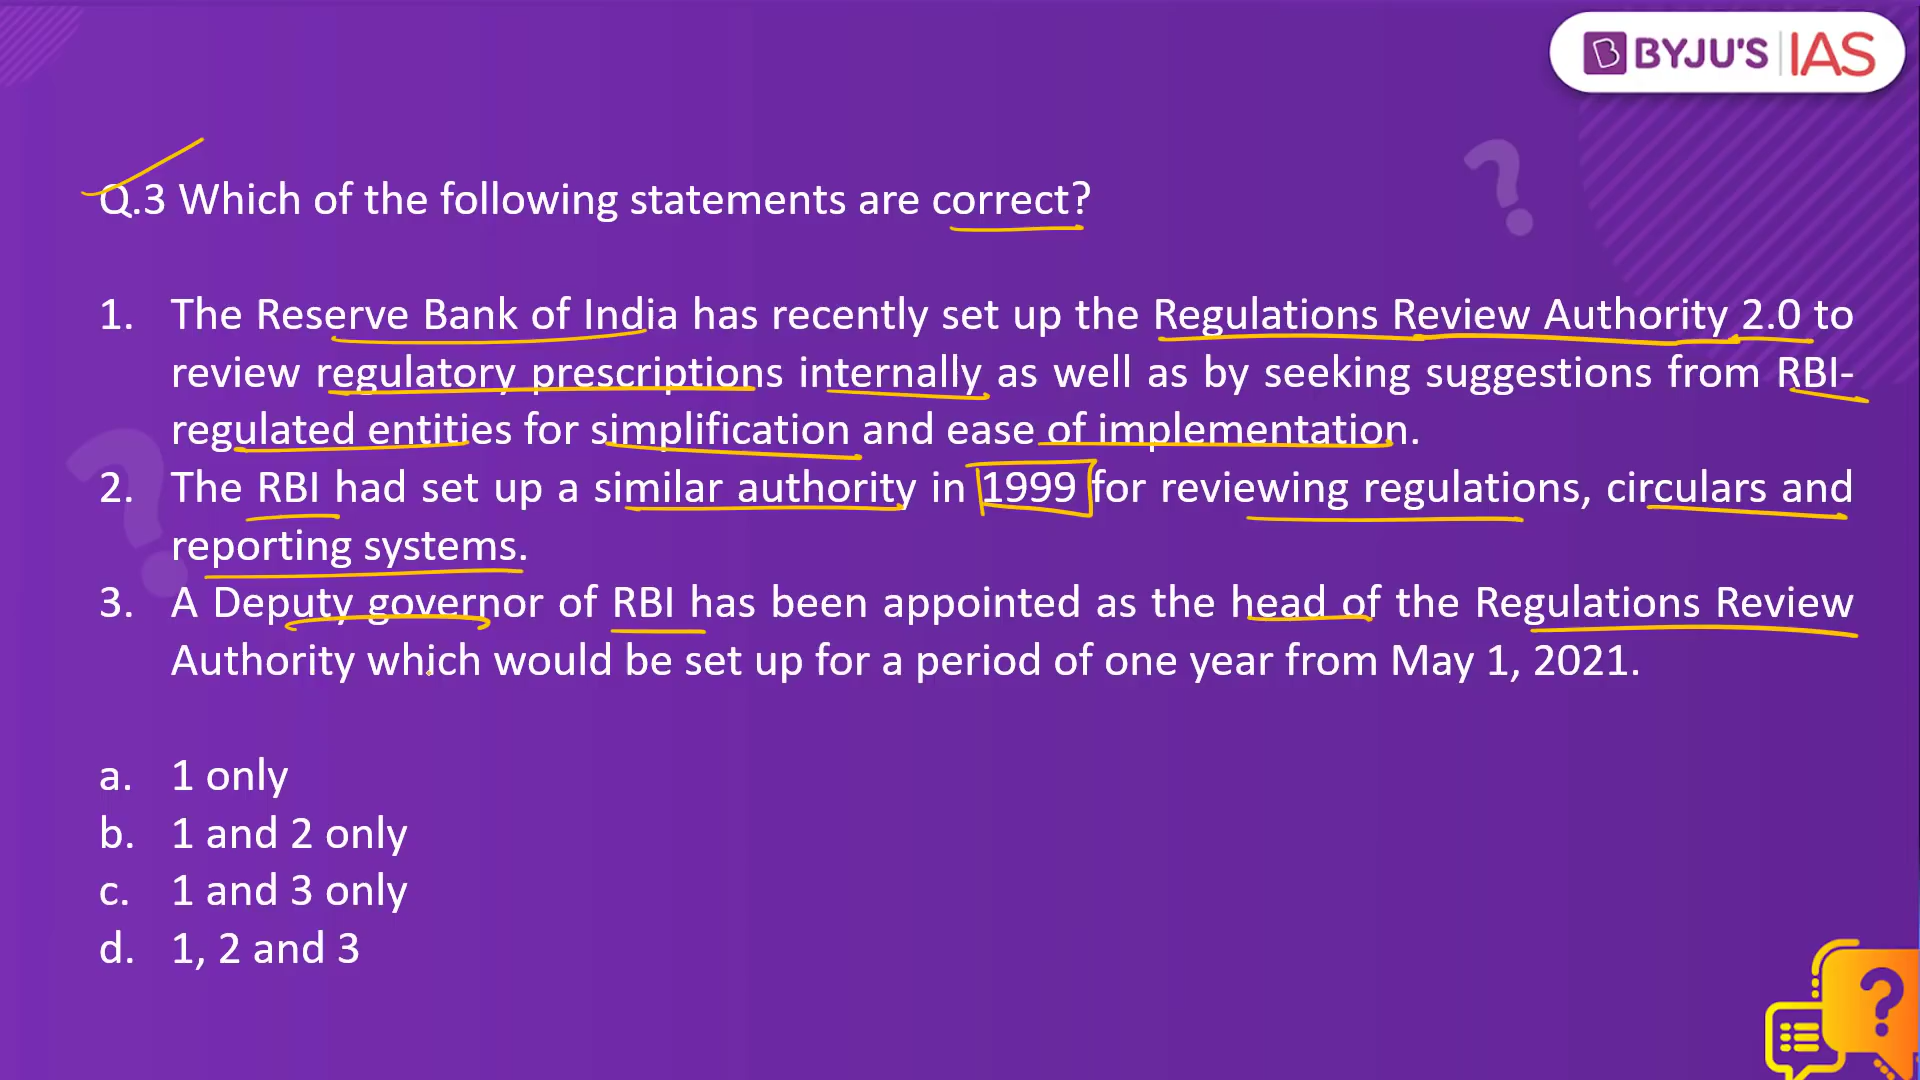 BYJU'S IAS
Q.3 Which of the following statements are correct?
1. The Reserve Bank of India has recently set up the Regulations Review Authority 2.0 to
review regulatory prescriptions internally as well as by seeking suggestions from RBI-
regulated entities for simplification and ease of implementation.
2. The RBI had set up a similar authority in 1999 for reviewing regulations, circulars and
reporting systems.
3. A Deputy governor of RBI has been appointed as the head of the Regulations Review
Authority which would be set up for a period of one year from May 1, 2021.
a. 1 only
b. 1 and 2 only
c. 1 and 3 only
d. 1, 2 and 3